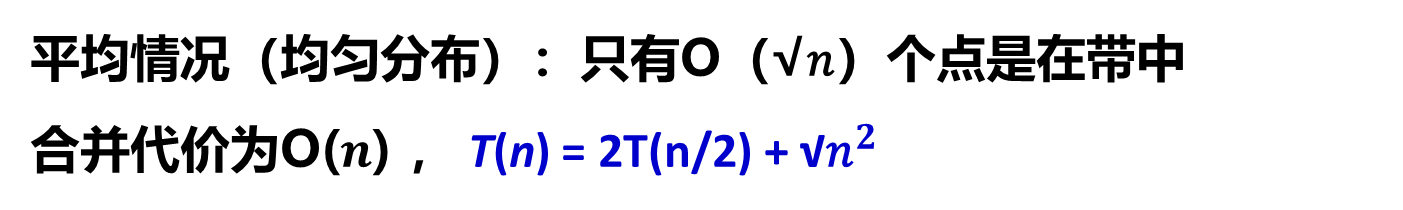 平均情况（均匀分布）：只有O（√n）个点是在带中
合并代价为O(n)， T(n) = 2T(n/2) + √n²